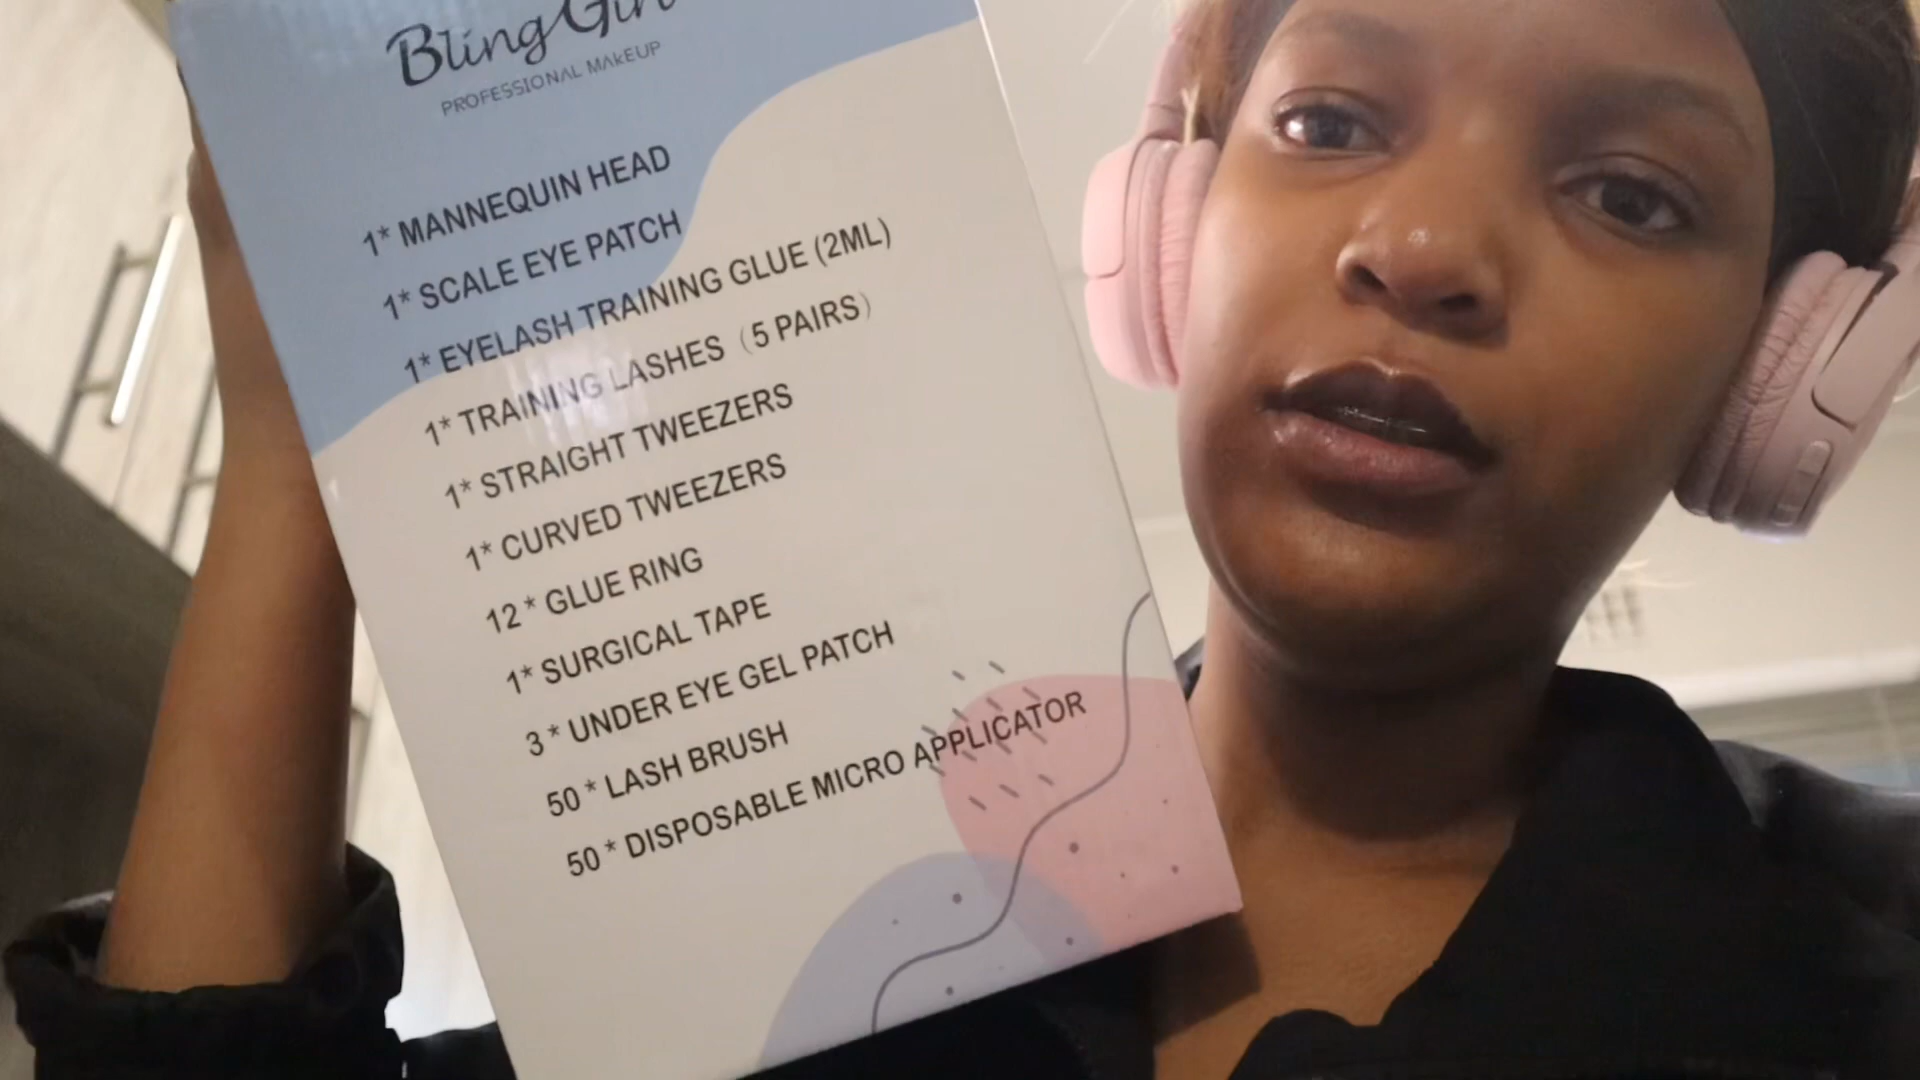 BlingGirl
PROFESSIONAL MAKEUP
1* MANNEQUIN HEAD
1* SCALE EYE PATCH
1* EYELASH TRAINING GLUE (2ML)
1* TRAINING LASHES (5 PAIRS)
1* STRAIGHT TWEEZERS
1* CURVED TWEEZERS
12* GLUE RING
1* SURGICAL TAPE
3* UNDER EYE GEL PATCH
50* LASH BRUSH
50* DISPOSABLE MICRO APPLICATOR